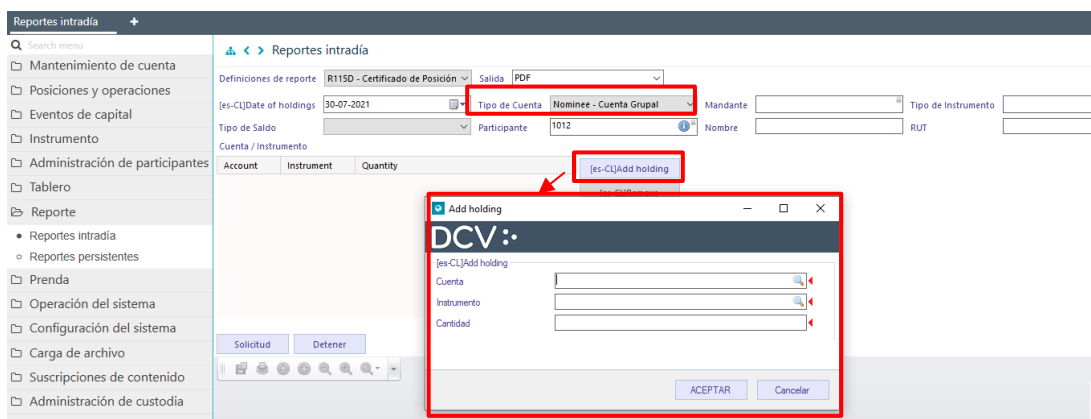 Reportes intradía +
Search menu
Mantenimiento de cuenta
Posiciones y operaciones
Eventos de capital
Instrumento
Administración de participantes
Tablero
Reporte
Reportes intradía
Reportes persistentes
Prenda
Operación del sistema
Configuración del sistema
Carga de archivo
Suscripciones de contenido
Administración de custodia
Reportes intradía
Definiciones de reporte R115D - Certificado de Posición Salida PDF
[es-CL]Date of holdings 30-07-2021 Tipo de Cuenta Nominee - Cuenta Grupal Mandante Tipo de Instrumento
Tipo de Saldo Participante 1012 Nombre RUT
Cuenta / Instrumento
Account Instrument Quantity [es-CL]Add holding
Add holding
DCV
[es-CL]Add holding
Cuenta
Instrumento
Cantidad
ACEPTAR Cancelar
Solicitud Detener